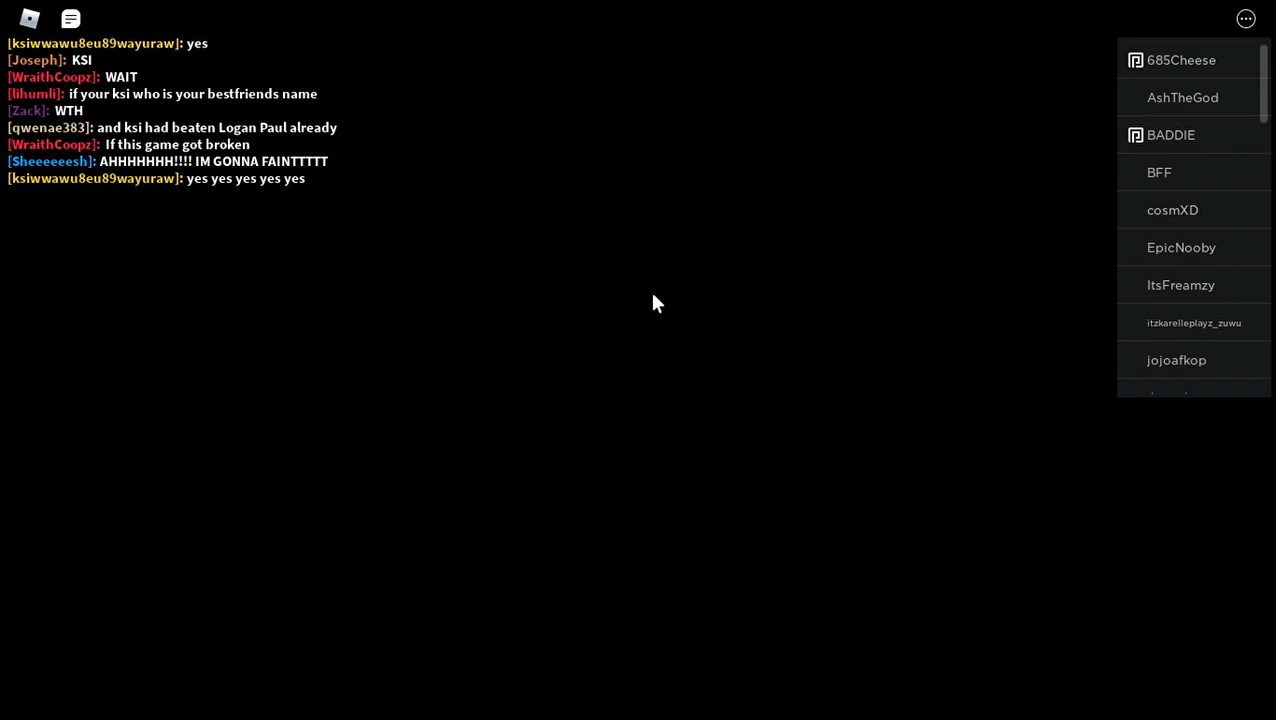 [ksiwwawu8eu89wayuraw]: yes
[Joseph]: KSI
[WraithCoopz]: WAIT
[lihumli]: if your ksi who is your bestfriends name
[Zack]: WTH
[qwenae383]: and ksi had beaten Logan Paul already
[WraithCoopz]: If this game got broken
[Sheeeeeesh]: AHHHHHHH!!!! IM GONNA FAINTTTTT
[ksiwwawu8eu89wayuraw]: yes yes yes yes yes
685Cheese
AshTheGod
BADDIE
BFF
cosmXD
EpicNooby
ItsFreamzy
itzkarelleplayz_zuwu
jojoafkop